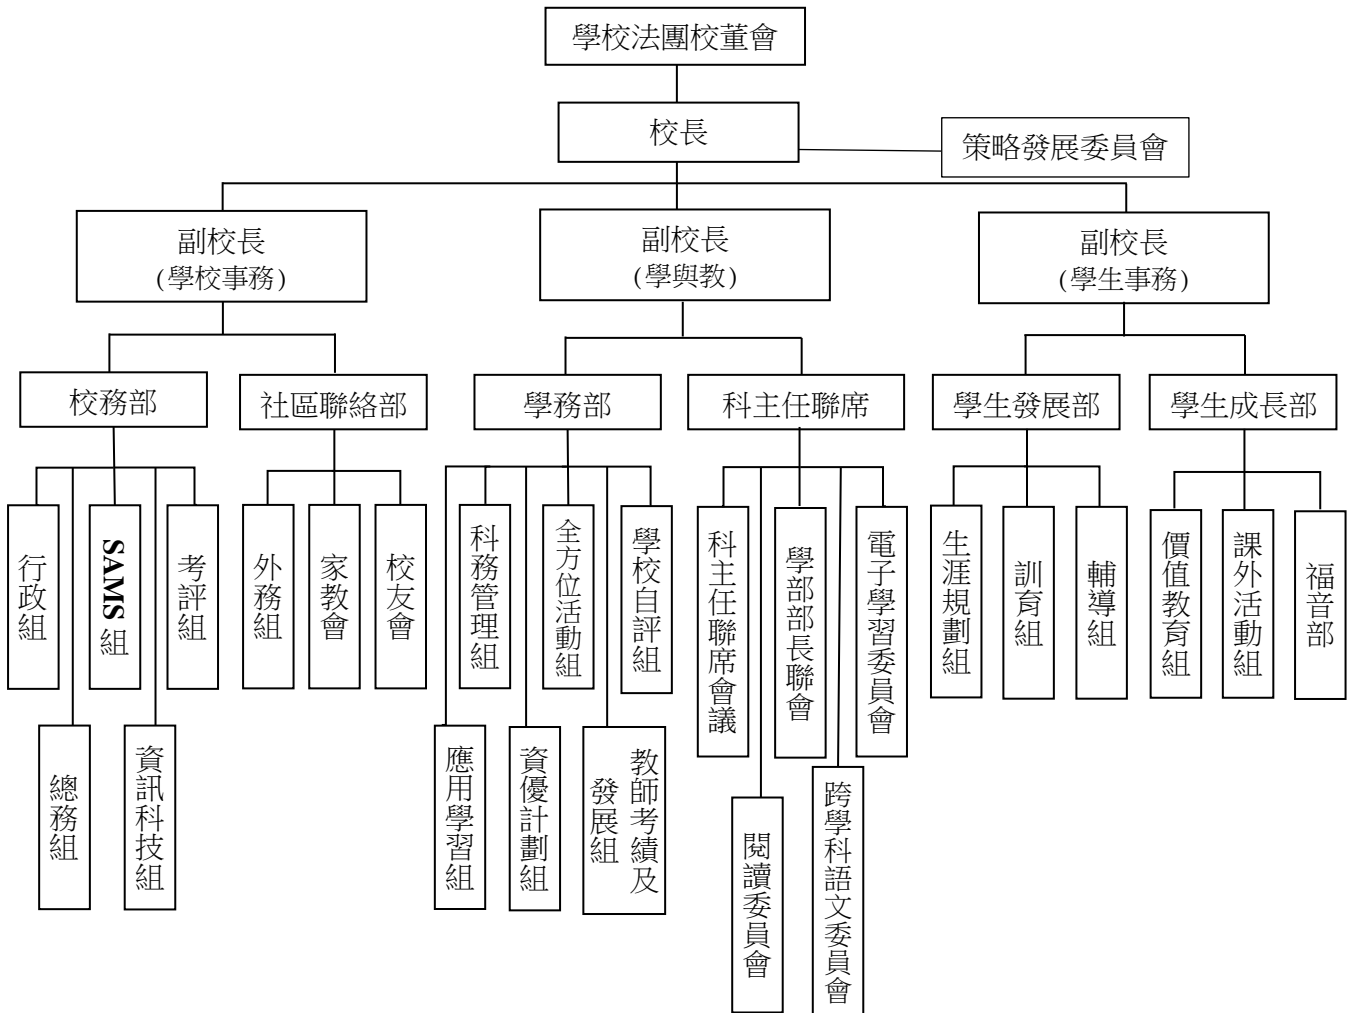 學校法團校董會
校長
策略發展委員會
副校長
(學校事務)
副校長
(學與教)
副校長
(學生事務)
校務部
社區聯絡部
學務部
科主任聯席
學生發展部
學生成長部
行政組
SAMS 組
考評組
外務組
家教會
校友會
科務管理組
全方位活動組
學校自評組
科主任聯席會議
學部部長聯會
電子學習委員會
生涯規劃組
訓育組
輔導組
價值教育組
課外活動組
福音部
總務組
資訊科技組
應用學習組
資優計劃組
教師考績及
發展組
閱讀委員會
跨學科語文委員會